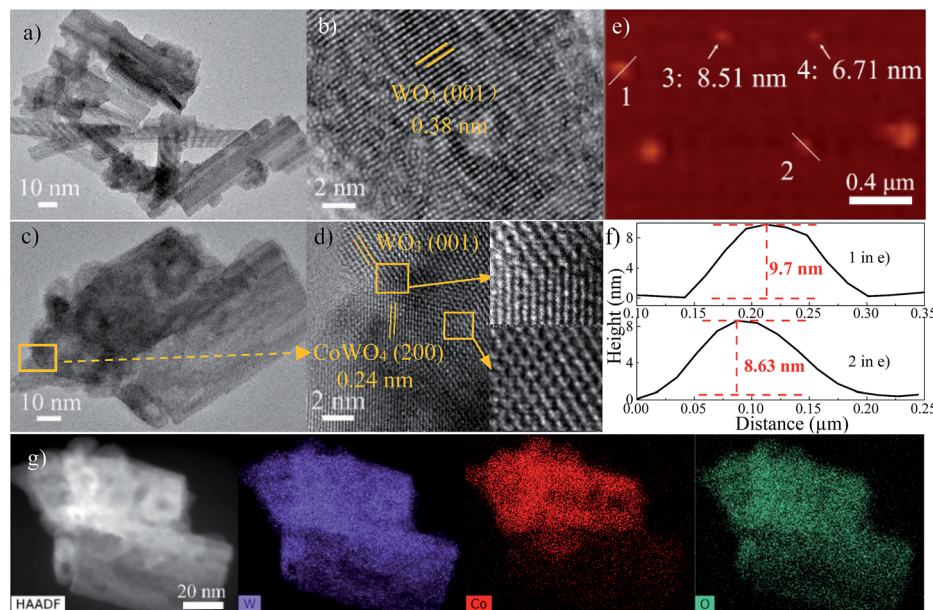 a)
10 nm
b)
WO₃ (001)
0.38 nm
2 nm
e)
1
3: 8.51 nm
4: 6.71 nm
2
0.4 μm
c)
10 nm
d)
WO₃ (001)
CoWO₄ (200)
0.24 nm
2 nm
f)
Height (nm)
8
4
0
9.7 nm
1 in e)
0.10 0.15 0.20 0.25 0.30 0.35
8
4
0
8.63 nm
2 in e)
0.00 0.05 0.10 0.15 0.20 0.25
Distance (μm)
g)
20 nm
HAADF
W
Co
O